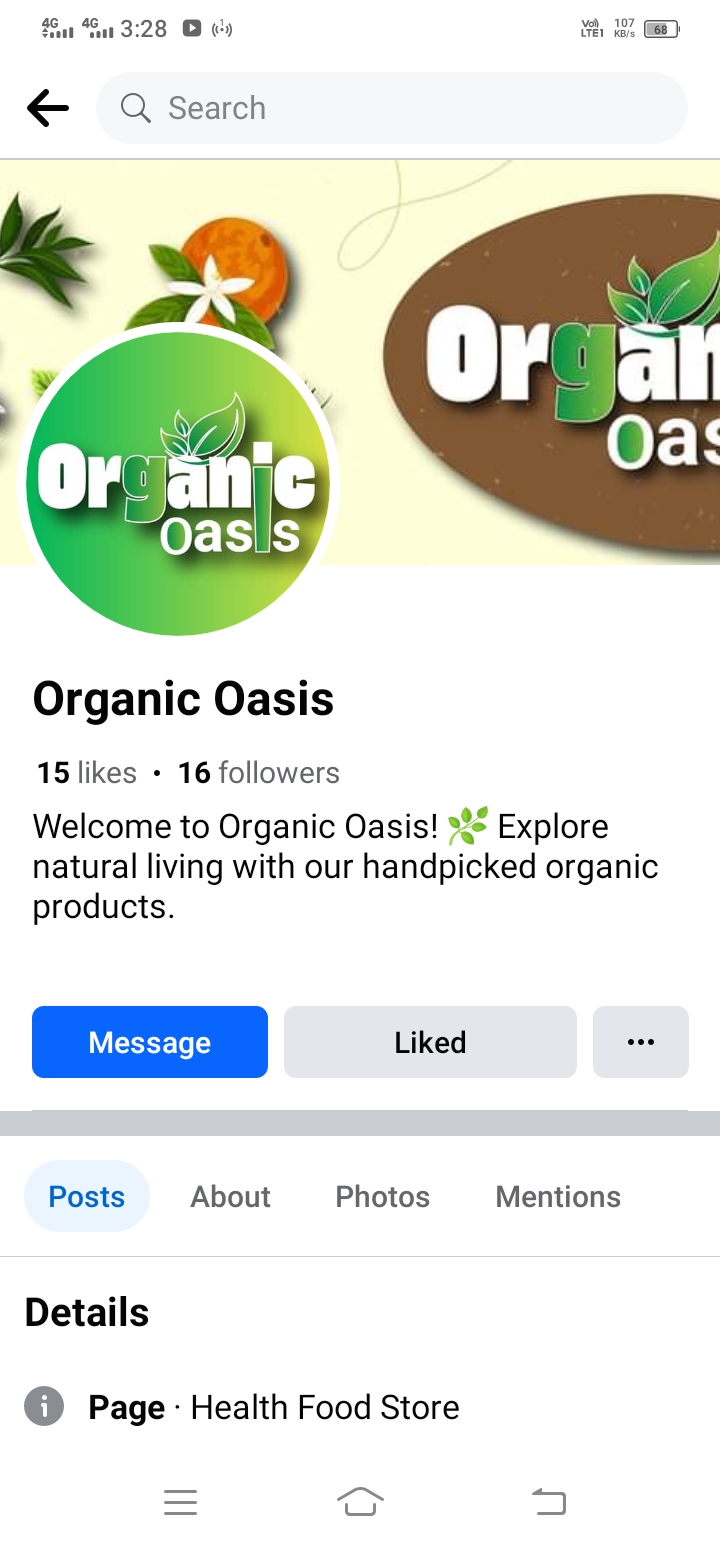 4G 4G 3:28 Vo) LTE1 107 KB/s 68
Search
Organ
Oas
Organic
Oasis
Organic Oasis
15 likes • 16 followers
Welcome to Organic Oasis! 🌿 Explore
natural living with our handpicked organic
products.
Message Liked ...
Posts About Photos Mentions
Details
Page · Health Food Store